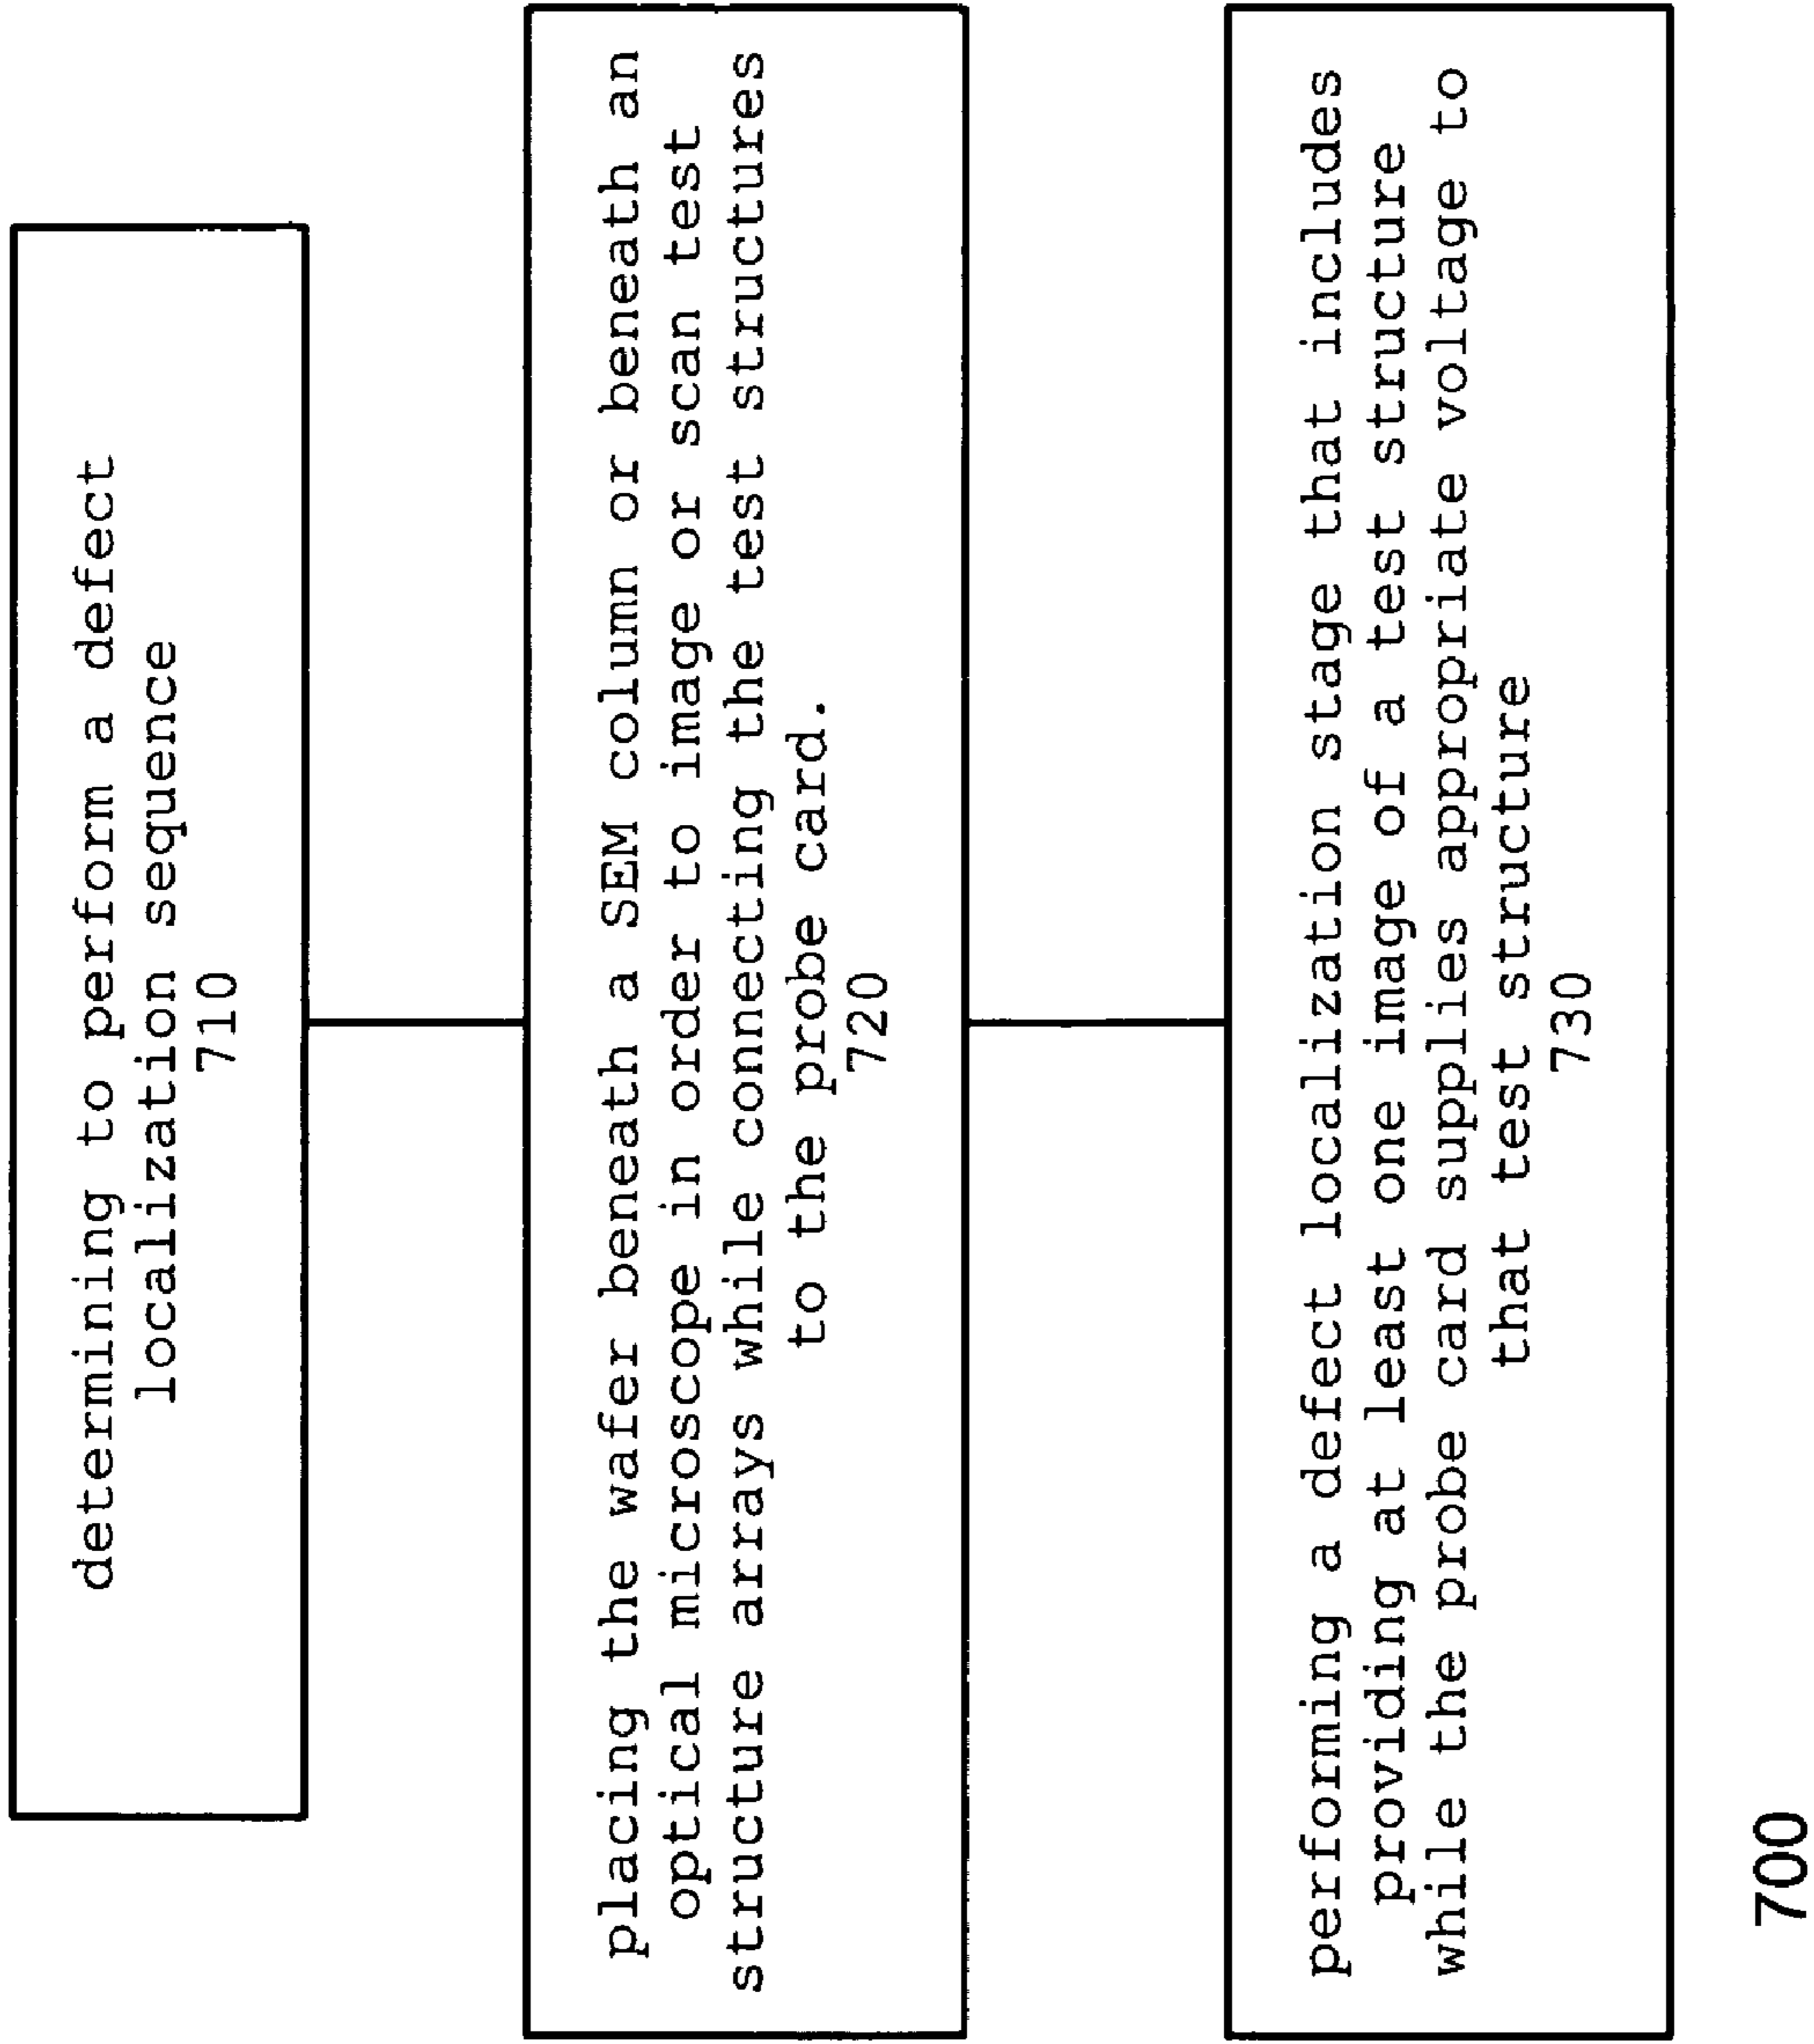 determining to perform a defect
localization sequence
710
placing the wafer beneath a SEM column or beneath an
optical microscope in order to image or scan test
structure arrays while connecting the test structures
to the probe card.
720
performing a defect localization stage that includes
providing at least one image of a test structure
while the probe card supplies appropriate voltage to
that test structure
730
700